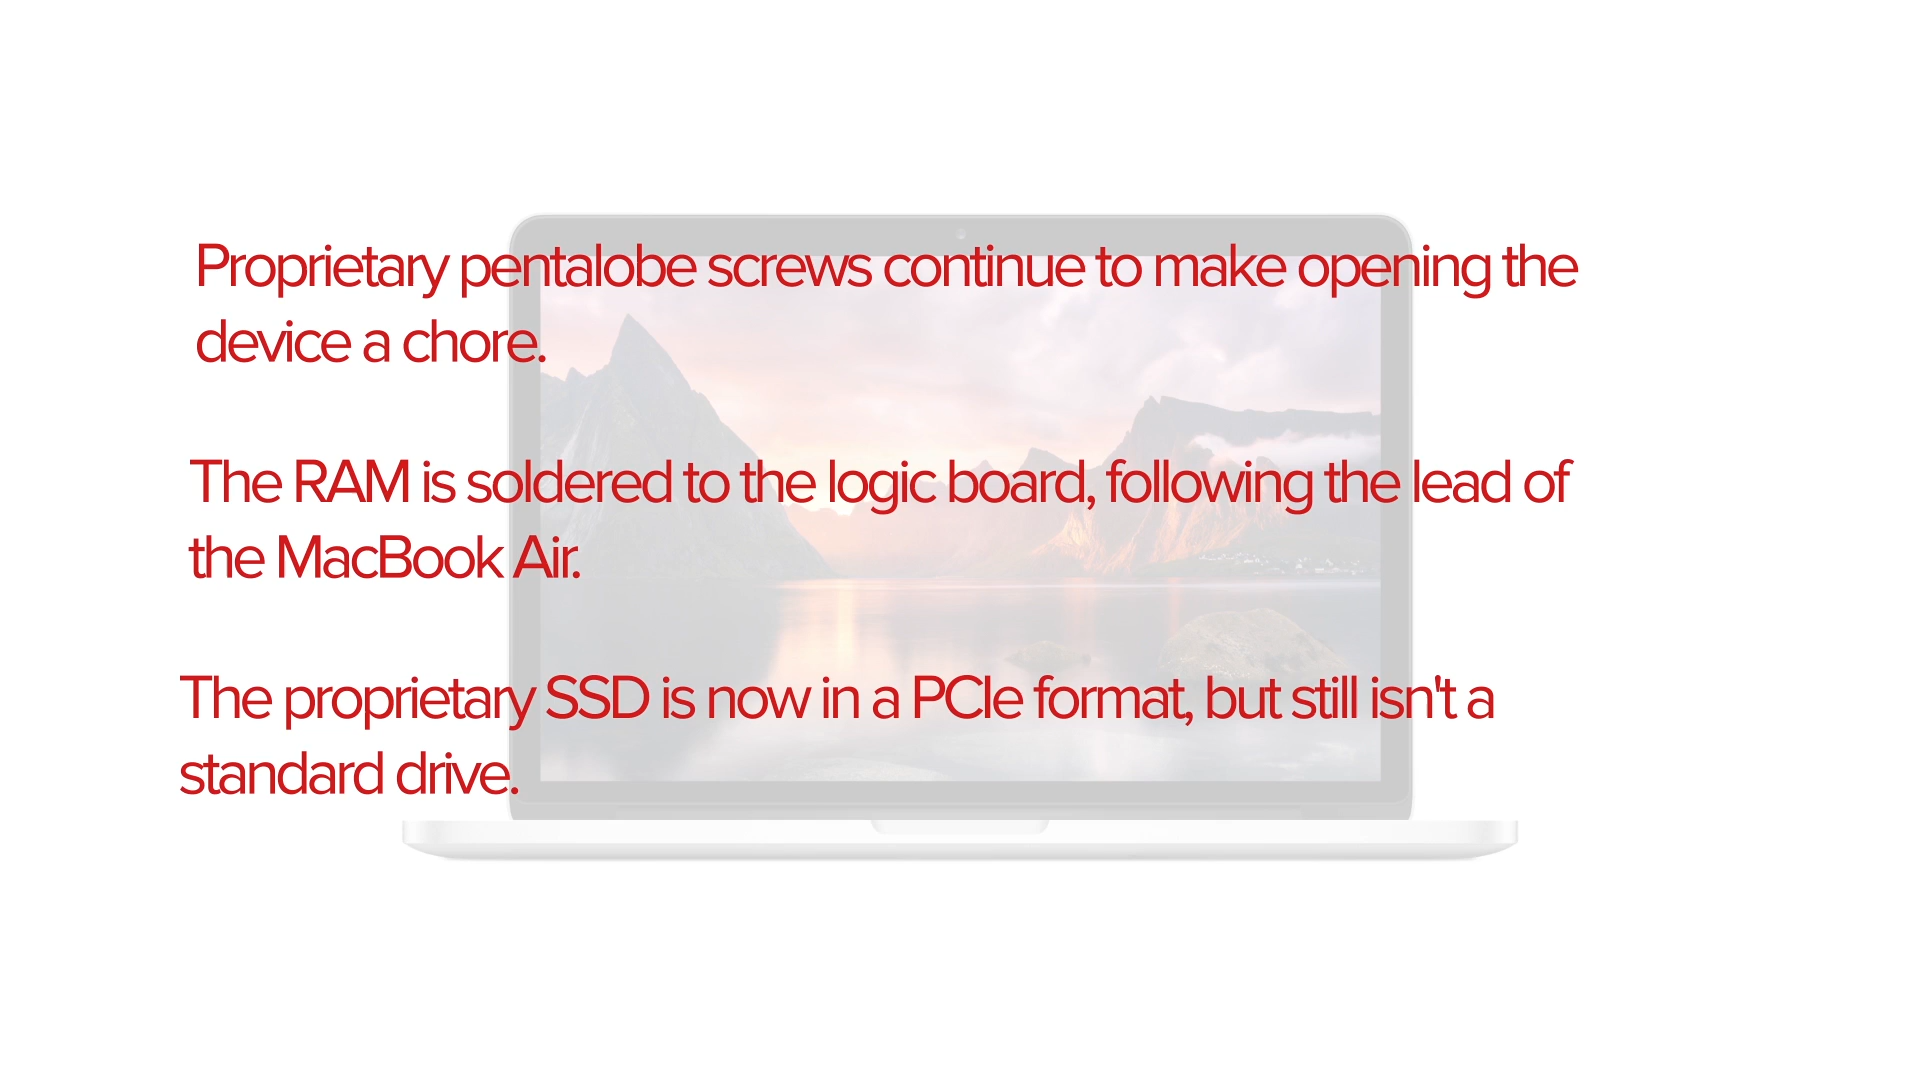 Proprietary pentalobe screws continue to make opening the
device a chore.
The RAM is soldered to the logic board, following the lead of
the MacBook Air.
The proprietary SSD is now in a PCIe format, but still isn't a
standard drive.